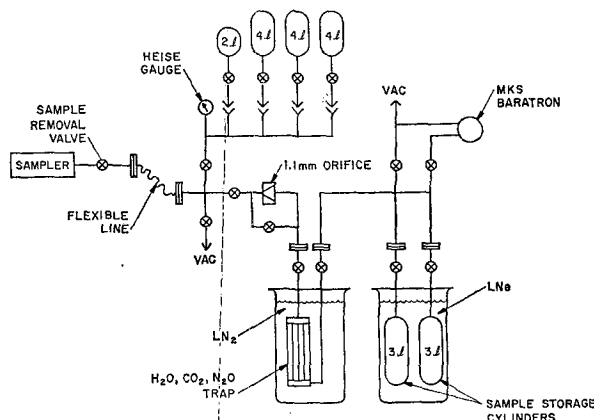 2ℓ
4ℓ
4ℓ
4ℓ
HEISE
GAUGE
VAC
MKS
BARATRON
SAMPLE
REMOVAL
VALVE
1.1mm ORIFICE
SAMPLER
FLEXIBLE
LINE
VAC
LN2
LNe
H2O, CO2, N2O
TRAP
3ℓ
3ℓ
SAMPLE STORAGE
CYLINDERS